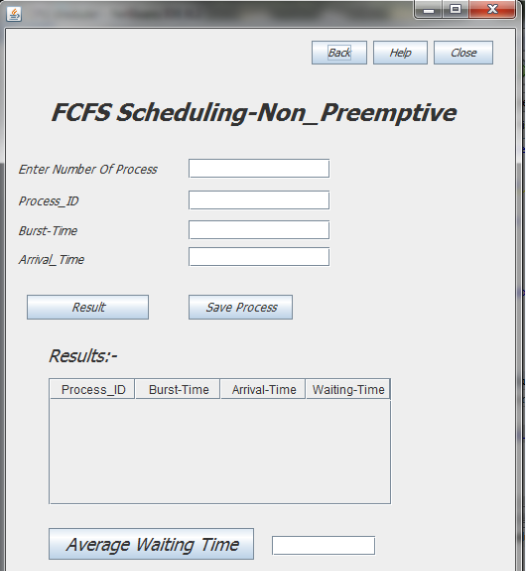 Back Help Close
FCFS Scheduling-Non_Preemptive
Enter Number Of Process
Process_ID
Burst-Time
Arrival_Time
Result Save Process
Results:-
Process_ID Burst-Time Arrival-Time Waiting-Time
Average Waiting Time